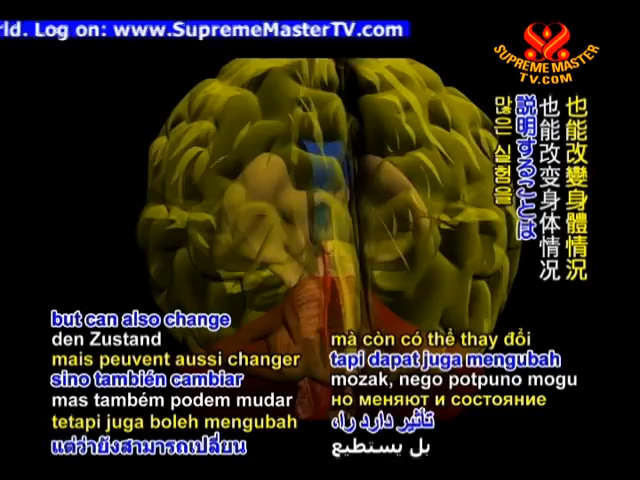 rld. Log on: www.SupremeMasterTV.com
SUPREME MASTER
TV.COM
也能改變身體情況
也能改变身体情况
説明することは
많은 실험을
but can also change
den Zustand
mais peuvent aussi changer
sino también cambiar
mas também podem mudar
tetapi juga boleh mengubah
แต่ว่ายังสามารถเปลี่ยน
mà còn có thể thay đổi
tapi dapat juga mengubah
mozak, nego potpuno mogu
но меняют и состояние
تأثیر دارد را،
بل يستطيع